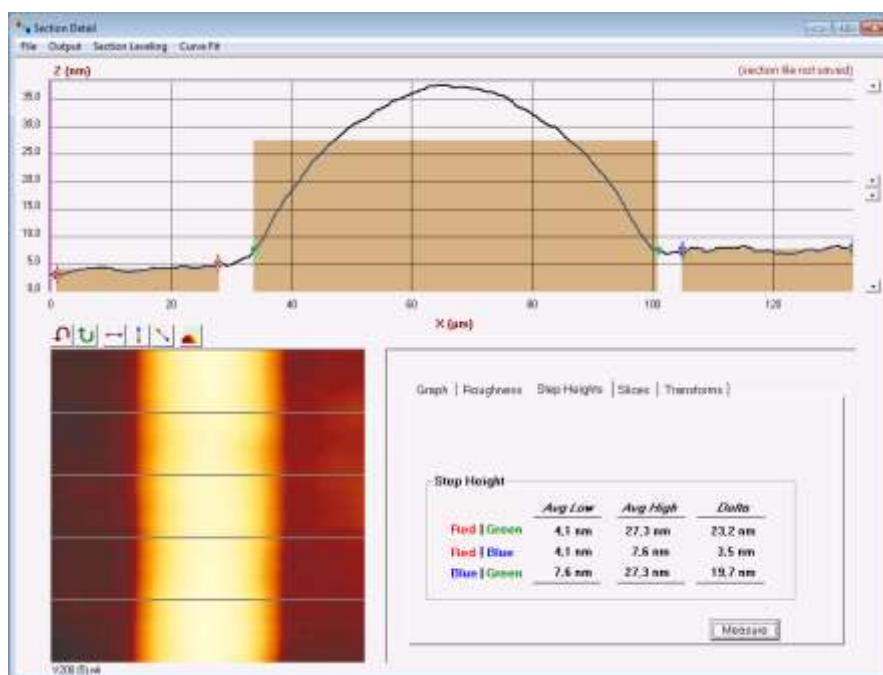 Section Detail
File Output Section Leveling Curve Fit
Z (nm)
(section file not saved)
35.0
30.0
25.0
20.0
15.0
10.0
5.0
0.0
0 20 40 60 80 100 120
X (µm)
Graph | Roughness Step Heights | Slices | Transforms |
Step Height
Avg Low Avg High Delta
Red | Green 4.1 nm 27.3 nm 23.2 nm
Red | Blue 4.1 nm 7.6 nm 3.5 nm
Blue | Green 7.6 nm 27.3 nm 19.7 nm
Measure